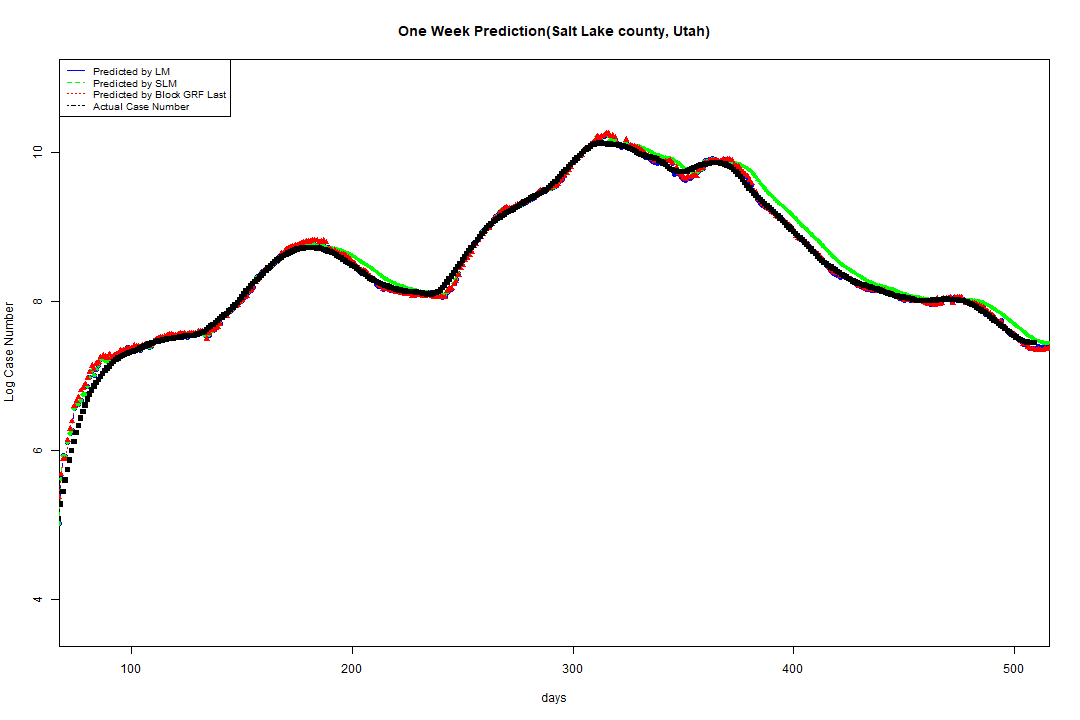 One Week Prediction(Salt Lake county, Utah)
Predicted by LM
Predicted by SLM
Predicted by Block GRF Last
Actual Case Number
10
8
6
4
Log Case Number
100 200 300 400 500
days